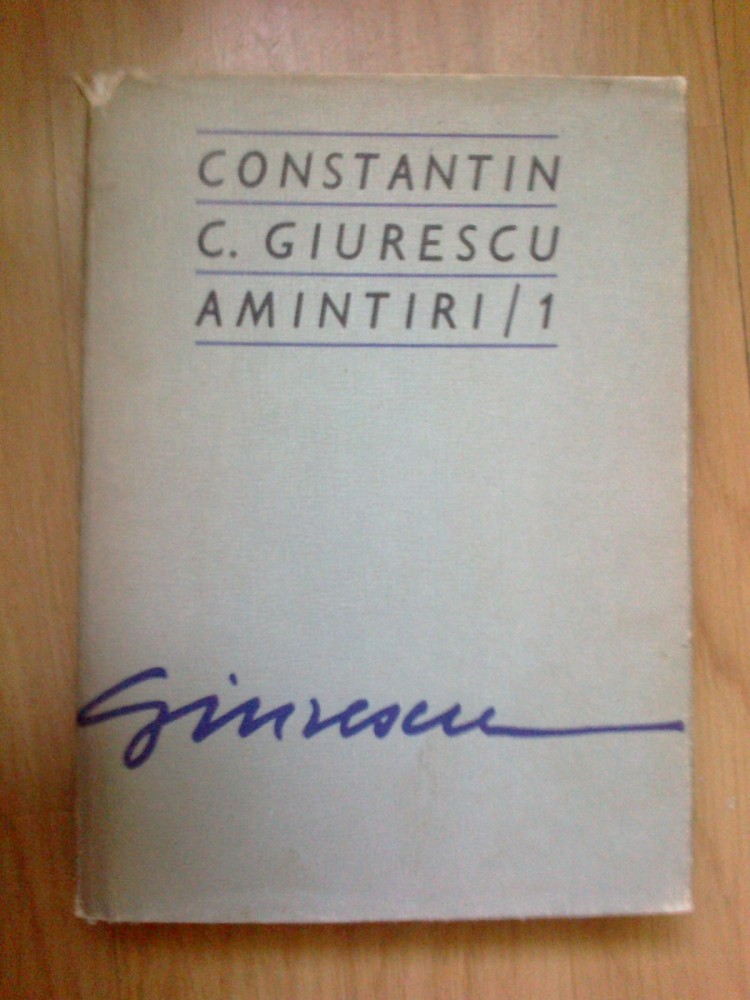 CONSTANTIN
C. GIURESCU
AMINTIRI/1
Giurescu